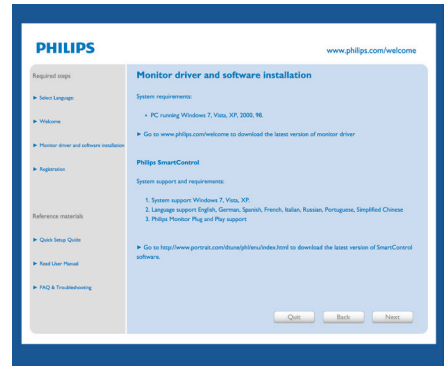 PHILIPS
www.philips.com/welcome
Required steps
► Select Language
► Welcome
► Monitor driver and software installation
► Registration
Reference materials
► Quick Setup Guide
► Read User Manual
► FAQ & Troubleshooting
Monitor driver and software installation
System requirements:
• PC running Windows 7, Vista, XP, 2000, 98.
► Go to www.philips.com/welcome to download the latest version of monitor driver
Philips SmartControl
System support and requirements:
1. System support Windows 7, Vista, XP.
2. Language support English, German, Spanish, French, Italian, Russian, Portuguese, Simplified Chinese
3. Philips Monitor Plug and Play support
► Go to http://www.portrait.com/dtune/phl/enu/index.html to download the latest version of SmartControl
software.
Quit
Back
Next